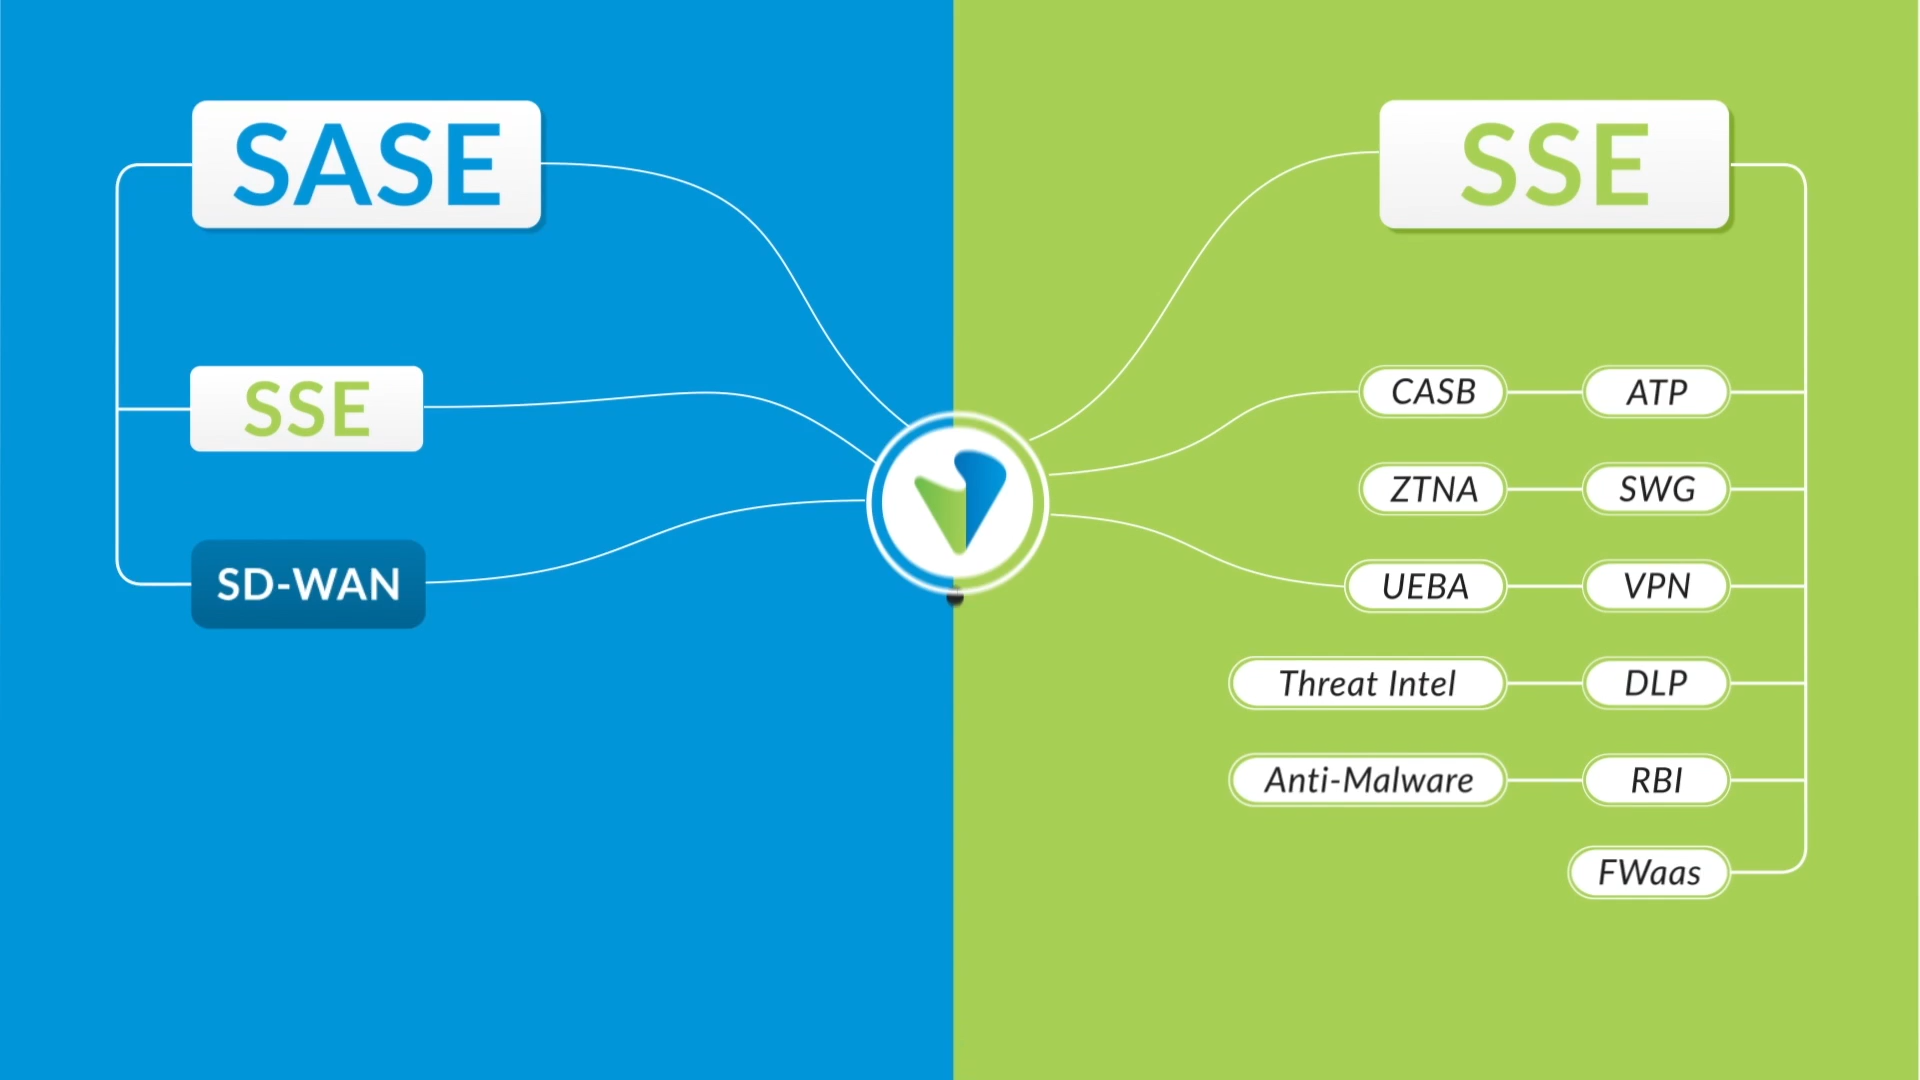 SASE
SSE
SD-WAN
SSE
CASB ATP
ZTNA SWG
UEBA VPN
Threat Intel DLP
Anti-Malware RBI
FWaas